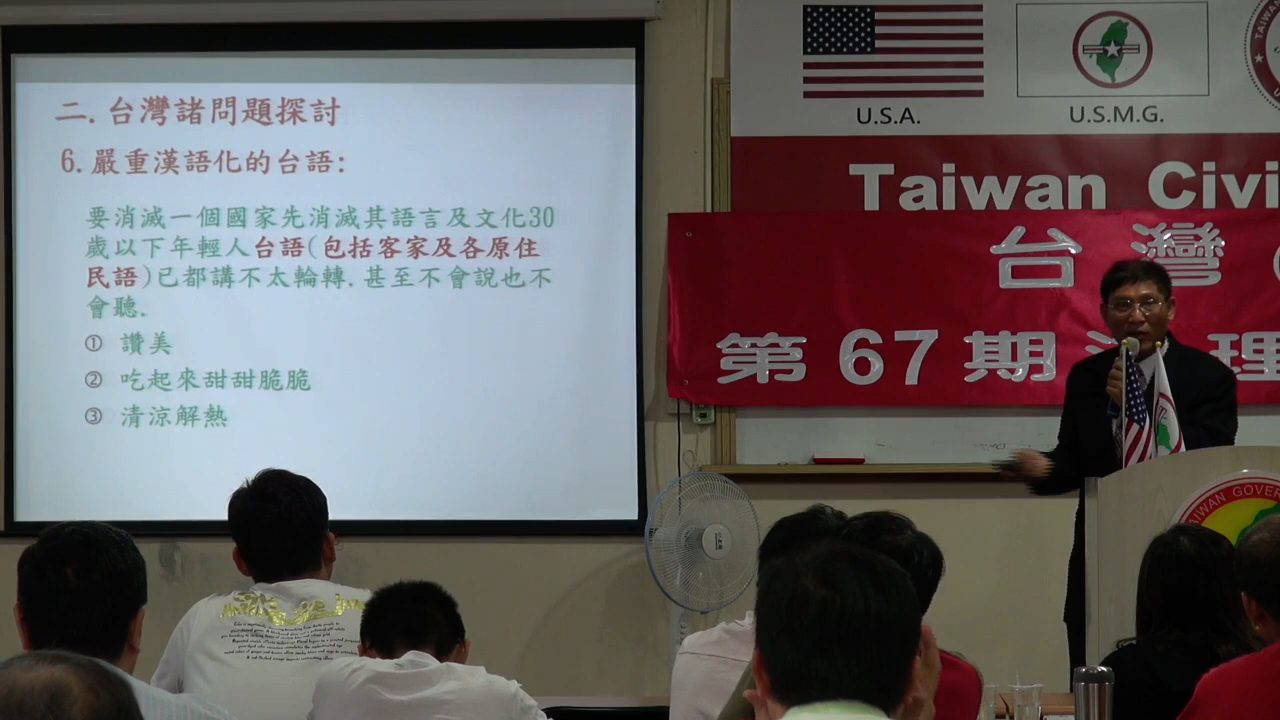 二. 台灣諸問題探討
6. 嚴重漢語化的台語:
要消滅一個國家先消滅其語言及文化30
歲以下年輕人台語(包括客家及各原住
民語)已都講不太輪轉. 甚至不會說也不
會聽.
① 讚美
② 吃起來甜甜脆脆
③ 清涼解熱
U.S.A.
U.S.M.G.
Taiwan Civi
台灣
第67期
理
TAIWAN GOVER